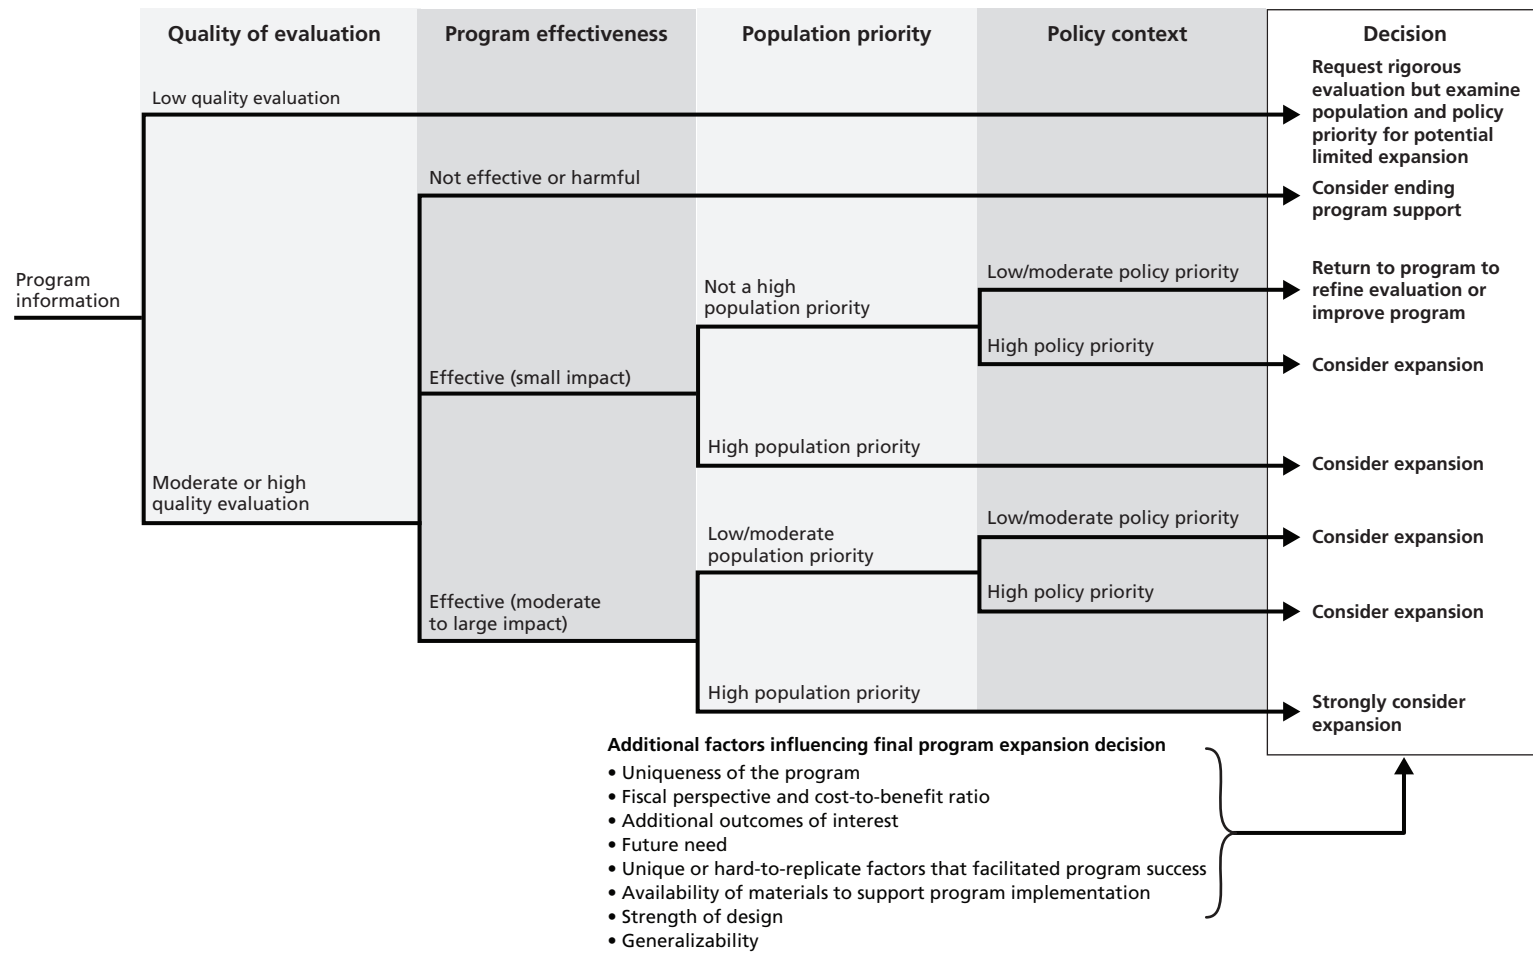 Quality of evaluation
Program effectiveness
Population priority
Policy context
Decision
Low quality evaluation
Request rigorous
evaluation but examine
population and policy
priority for potential
limited expansion
Not effective or harmful
Consider ending
program support
Program
information
Not a high
population priority
Low/moderate policy priority
Return to program to
refine evaluation or
improve program
High policy priority
Consider expansion
Effective (small impact)
High population priority
Consider expansion
Moderate or high
quality evaluation
Low/moderate
population priority
Low/moderate policy priority
Consider expansion
High policy priority
Consider expansion
Effective (moderate
to large impact)
High population priority
Strongly consider
expansion
Additional factors influencing final program expansion decision
• Uniqueness of the program
• Fiscal perspective and cost-to-benefit ratio
• Additional outcomes of interest
• Future need
• Unique or hard-to-replicate factors that facilitated program success
• Availability of materials to support program implementation
• Strength of design
• Generalizability